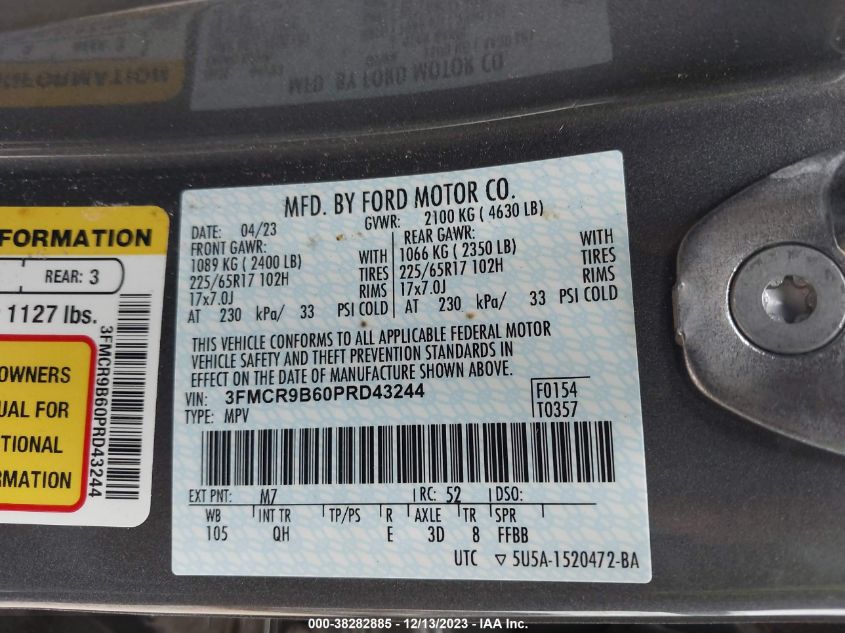 MFD. BY FORD MOTOR CO.
DATE: 04/23
GVWR: 2100 KG ( 4630 LB)
FRONT GAWR:
1089 KG ( 2400 LB) WITH
225/65R17 102H TIRES
17x7.0J RIMS
AT 230 kPa/ 33 PSI COLD
REAR GAWR:
1066 KG ( 2350 LB) WITH
225/65R17 102H TIRES
17x7.0J RIMS
AT 230 kPa/ 33 PSI COLD
THIS VEHICLE CONFORMS TO ALL APPLICABLE FEDERAL MOTOR
VEHICLE SAFETY AND THEFT PREVENTION STANDARDS IN
EFFECT ON THE DATE OF MANUFACTURE SHOWN ABOVE.
VIN: 3FMCR9B60PRD43244
TYPE: MPV
F0154
T0357
EXT PNT: M7 RC: 52 DSO:
WB INT TR TP/PS R AXLE TR SPR
105 QH E 3D 8 FFBB
UTC ▽ 5U5A-1520472-BA
FORMATION
REAR: 3
1127 lbs.
3FMCR9B60PRD43244
OWNERS
FOR
MFD. BY FORD MOTOR CO.
000-38282885 - 12/13/2023 - IAA Inc.